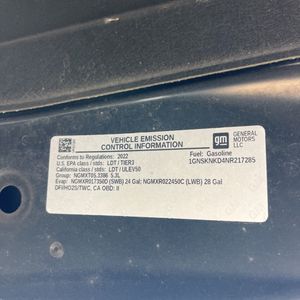 VEHICLE EMISSION
CONTROL INFORMATION
gm
GENERAL
MOTORS LLC
Conforms to Regulations: 2022
Fuel: Gasoline
U.S. EPA class / stds: LDT / TIER3
1GNSKNKD4NR217285
California class / stds: LDT / ULEV50
Group: NGMXT05.3386 5.3L
Evap: NGMXR017350D (SWB) 24 Gal; NGMXR022450C (LWB) 28 Gal
DFI/HO2S/TWC, CA OBD: II